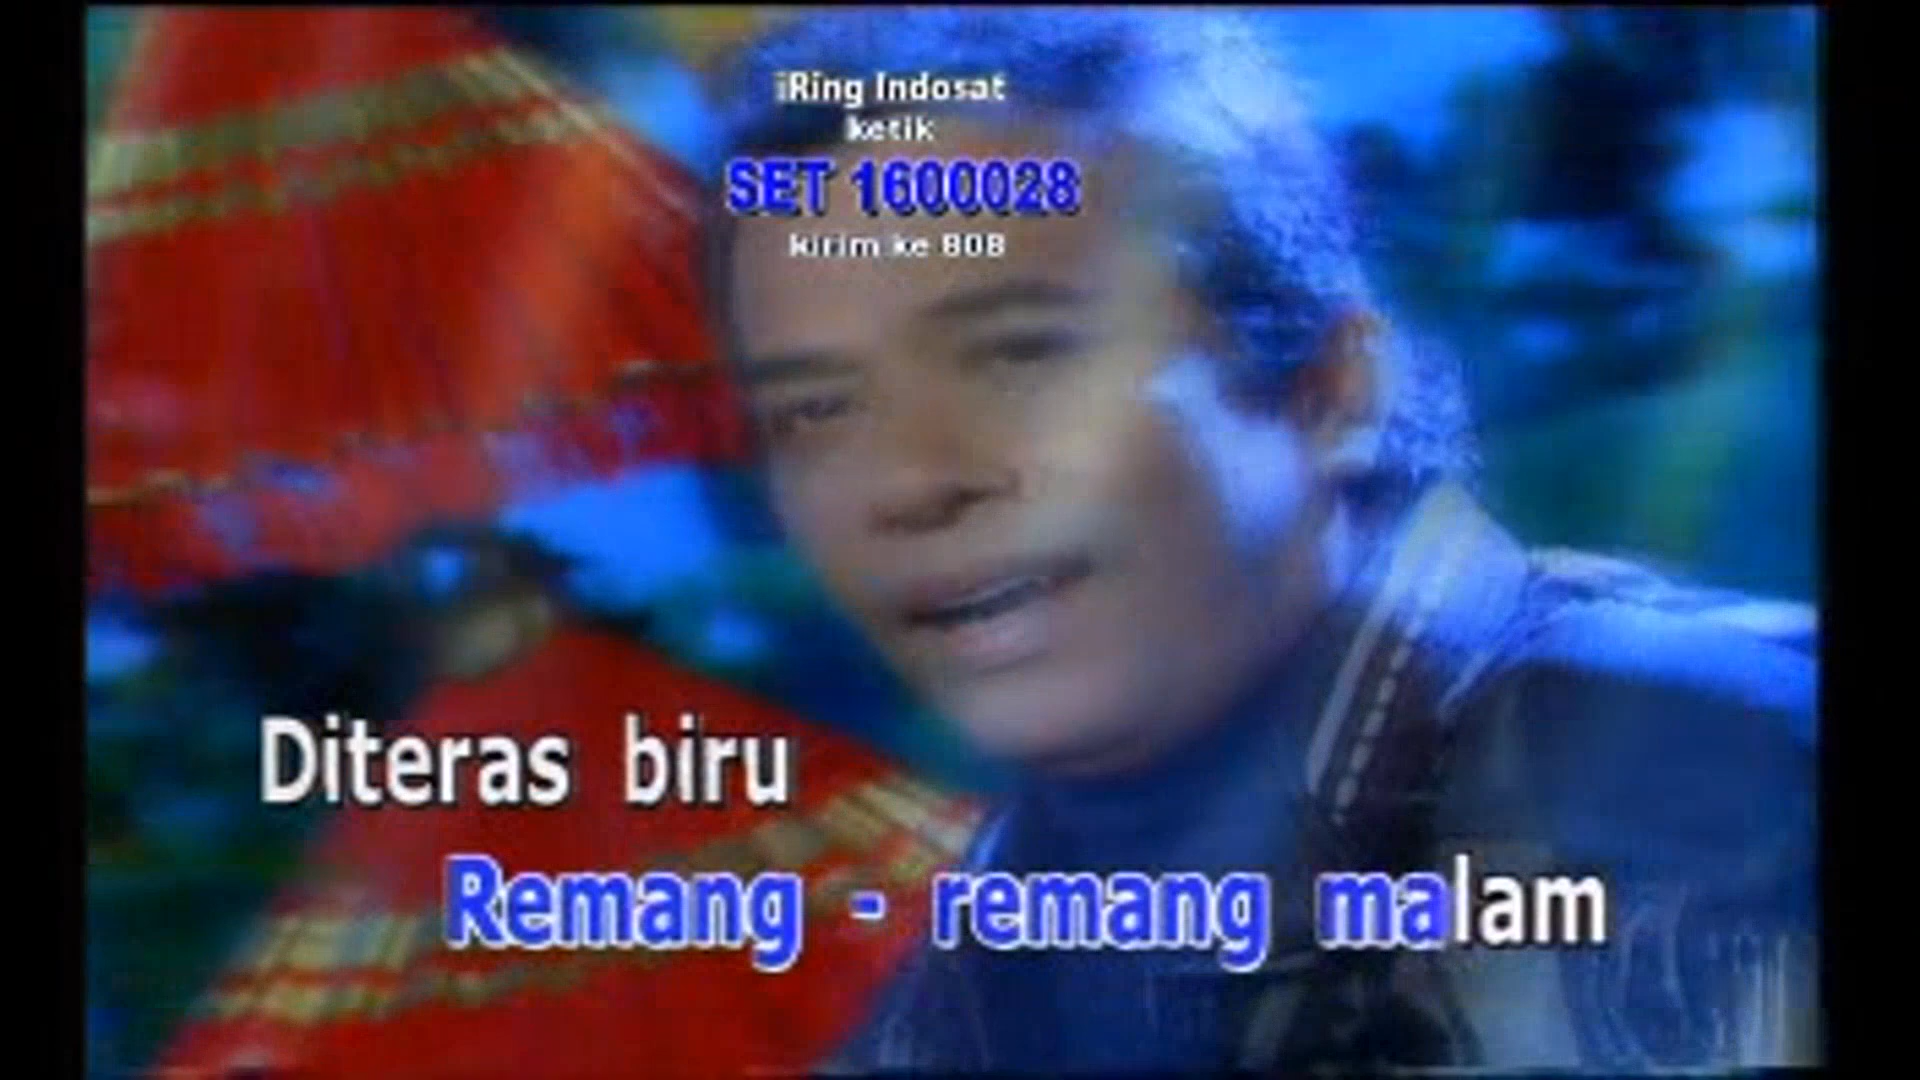 iRing Indosat
ketik
SET 1600028
kirim ke 808
Diteras biru
Remang - remang malam